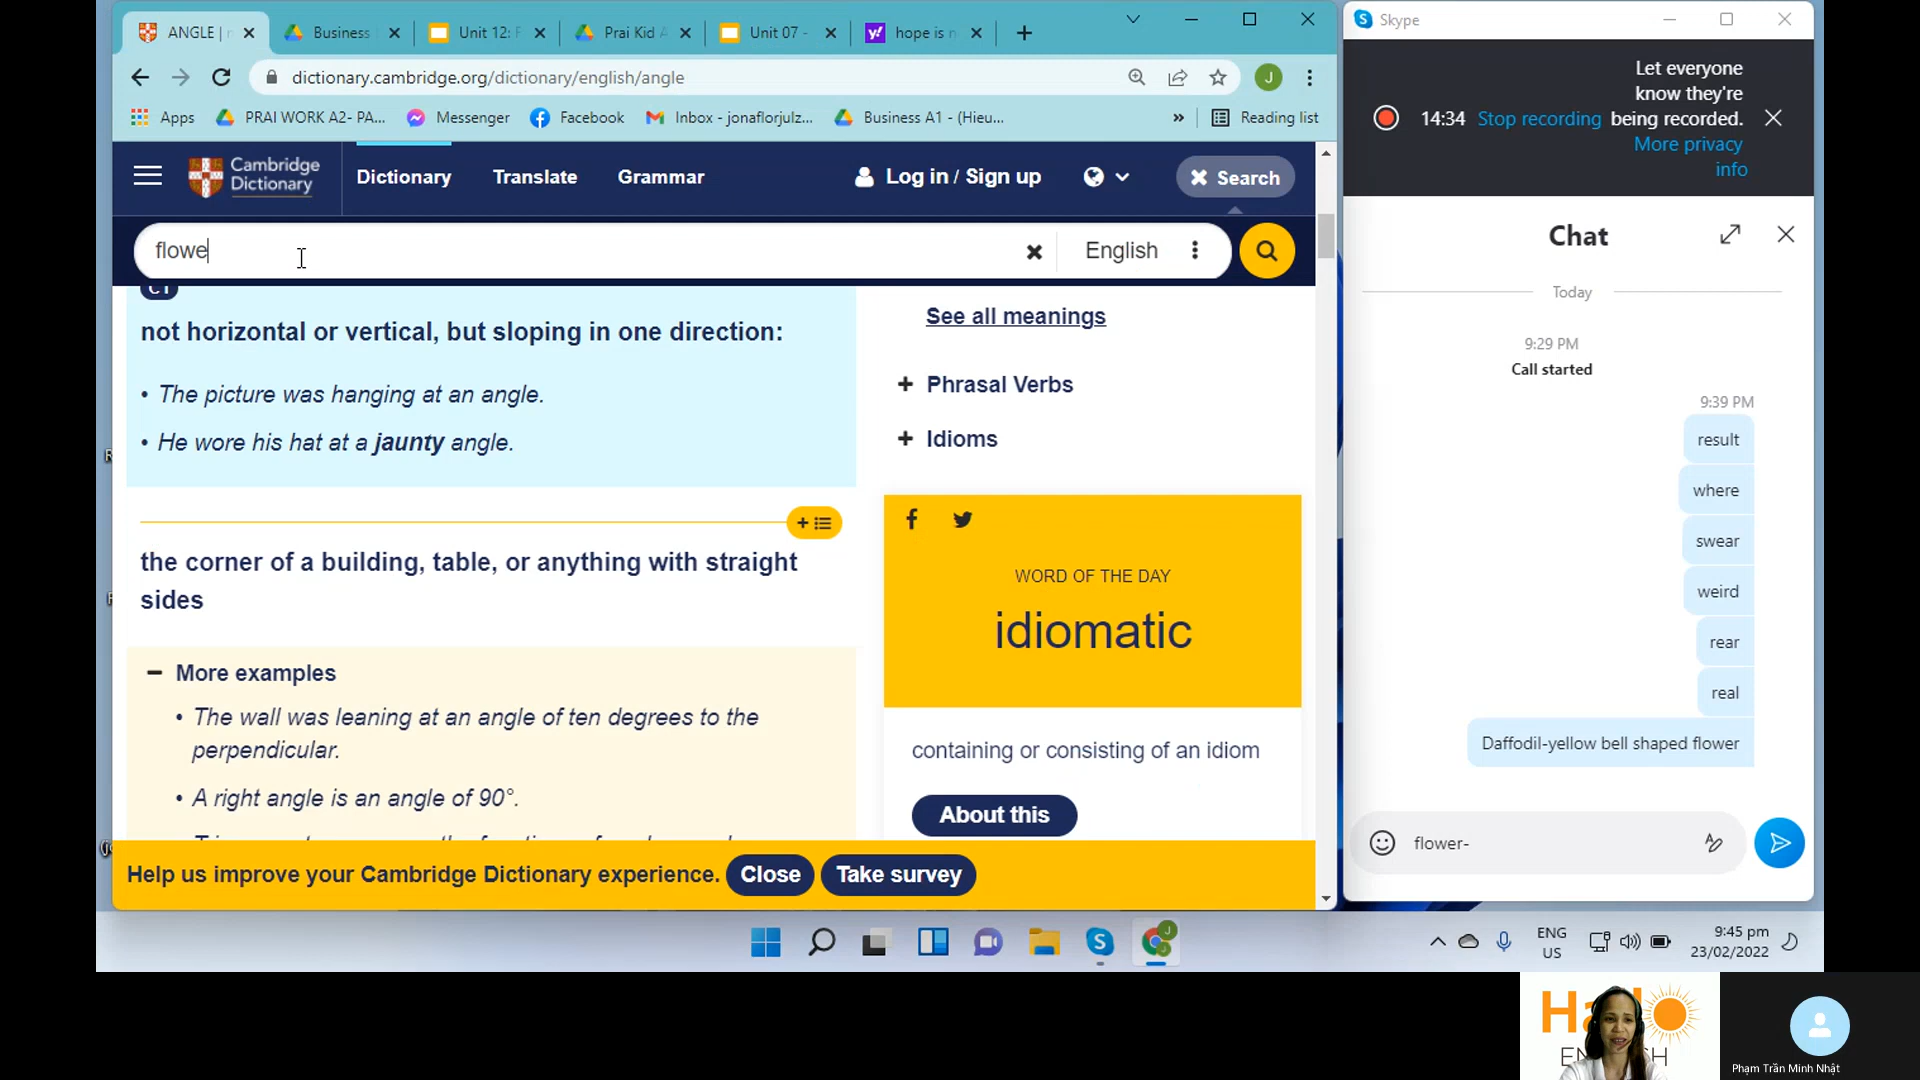 ANGLE |
Business
Unit 12: F
Prai Kid A
Unit 07 -
hope is n
dictionary.cambridge.org/dictionary/english/angle
J
Apps
PRAI WORK A2- PA...
Messenger
Facebook
Inbox - jonaflorjulz...
Business A1 - (Hieu...
»
Reading list
Cambridge
Dictionary
Dictionary
Translate
Grammar
Log in / Sign up
Search
flowe
English
C1
not horizontal or vertical, but sloping in one direction:
• The picture was hanging at an angle.
• He wore his hat at a jaunty angle.
the corner of a building, table, or anything with straight
sides
More examples
• The wall was leaning at an angle of ten degrees to the
perpendicular.
• A right angle is an angle of 90°.
See all meanings
+ Phrasal Verbs
+ Idioms
WORD OF THE DAY
idiomatic
containing or consisting of an idiom
About this
Help us improve your Cambridge Dictionary experience.
Close
Take survey
Skype
14:34
Stop recording
Let everyone
know they're
being recorded.
More privacy
info
Chat
Today
9:29 PM
Call started
9:39 PM
result
where
swear
weird
rear
real
Daffodil-yellow bell shaped flower
flower-
ENG
US
9:45 pm
23/02/2022
Phạm Trần Minh Nhật